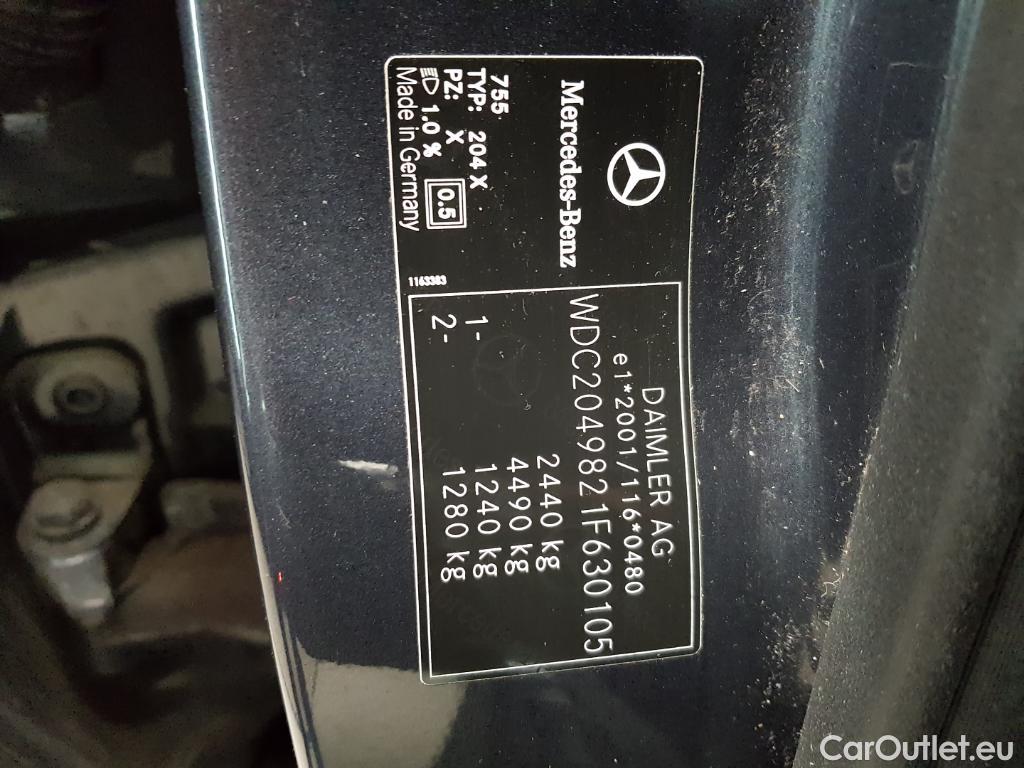 Mercedes-Benz
755
TYP: 204 X
PZ: X
1.0 %
0.5
Made in Germany
1163383
DAIMLER AG
e1*2001/116*0480
WDC2049821F630105
2440 kg
4490 kg
1- 1240 kg
2- 1280 kg
CarOutlet.eu